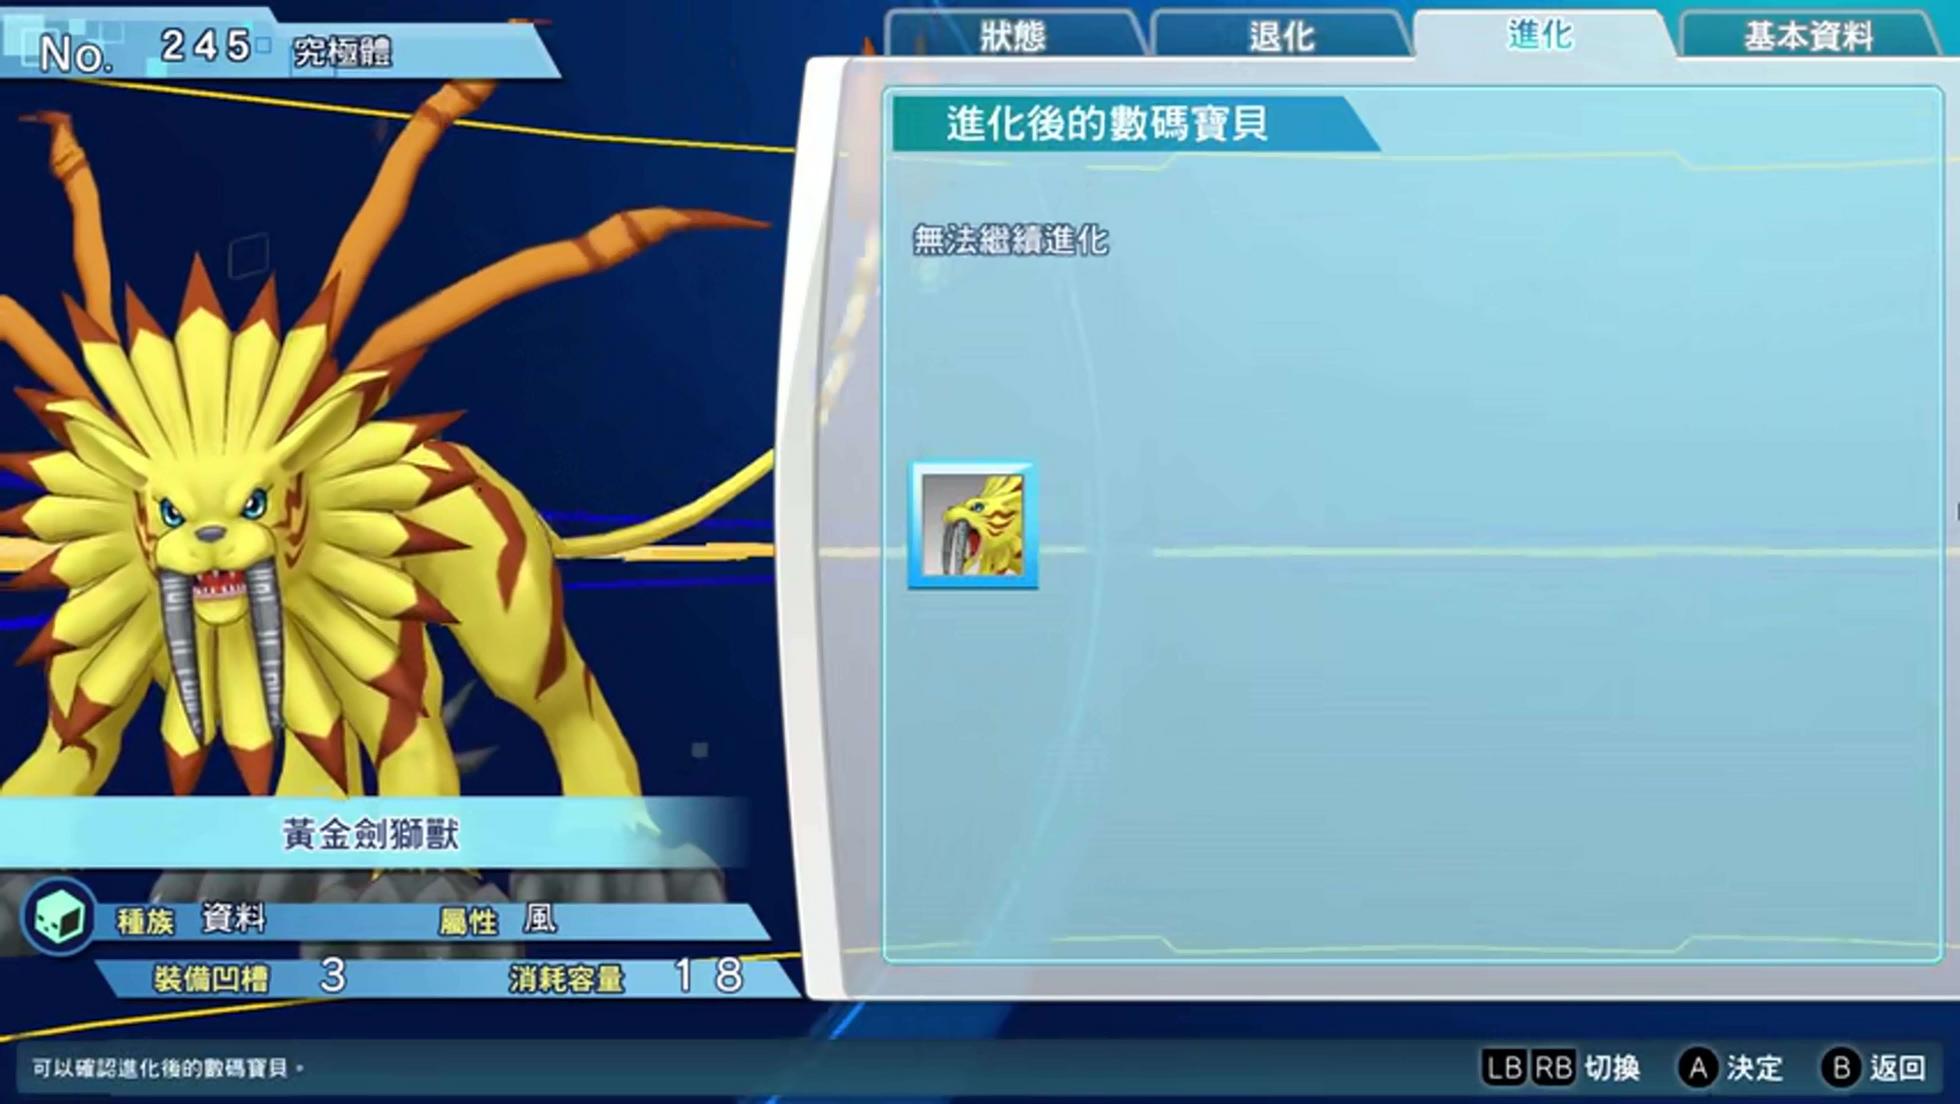 No. 245 究極體
狀態 退化 進化 基本資料
進化後的數碼寶貝
無法繼續進化
黃金劍獅獸
種族 資料 屬性 風
裝備凹槽 3 消耗容量 18
可以確認進化後的數碼寶貝。
LB RB 切換 A 決定 B 返回